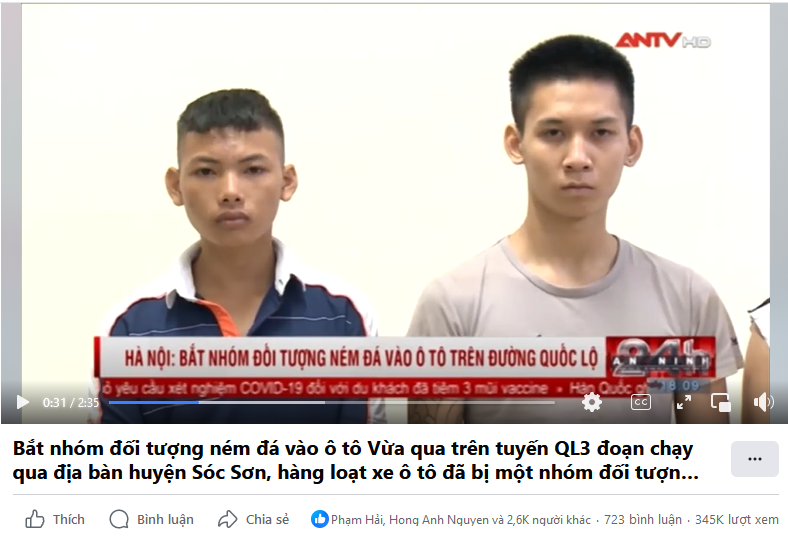 ANTV HD
HÀ NỘI: BẮT NHÓM ĐỐI TƯỢNG NÉM ĐÁ VÀO Ô TÔ TRÊN ĐƯỜNG QUỐC LỘ
24h
AN NINH
yêu cầu xét nghiệm COVID-19 đối với du khách đã tiêm 3 mũi vaccine • Hàn Quốc
18:09
0:31 / 2:35
CC
Bắt nhóm đối tượng ném đá vào ô tô Vừa qua trên tuyến QL3 đoạn chạy
qua địa bàn huyện Sóc Sơn, hàng loạt xe ô tô đã bị một nhóm đối tượn...
Thích
Bình luận
Chia sẻ
Phạm Hải, Hong Anh Nguyen và 2,6K người khác · 723 bình luận · 345K lượt xem